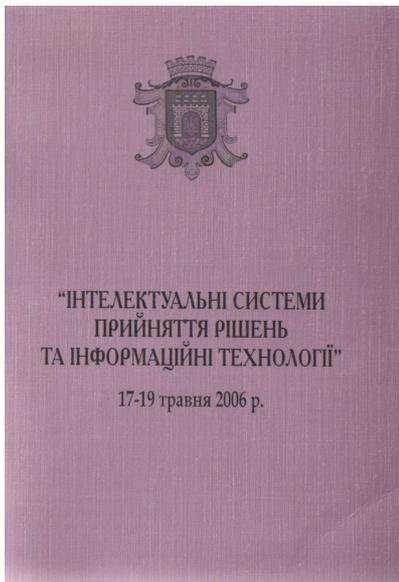 “ІНТЕЛЕКТУАЛЬНІ СИСТЕМИ
ПРИЙНЯТТЯ РІШЕНЬ
ТА ІНФОРМАЦІЙНІ ТЕХНОЛОГІЇ”
17-19 травня 2006 р.